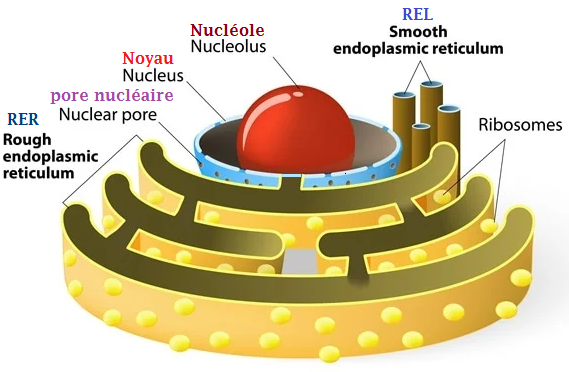 REL
Smooth
endoplasmic reticulum
Nucléole
Nucleolus
Noyau
Nucleus
pore nucléaire
Nuclear pore
RER
Rough
endoplasmic
reticulum
Ribosomes